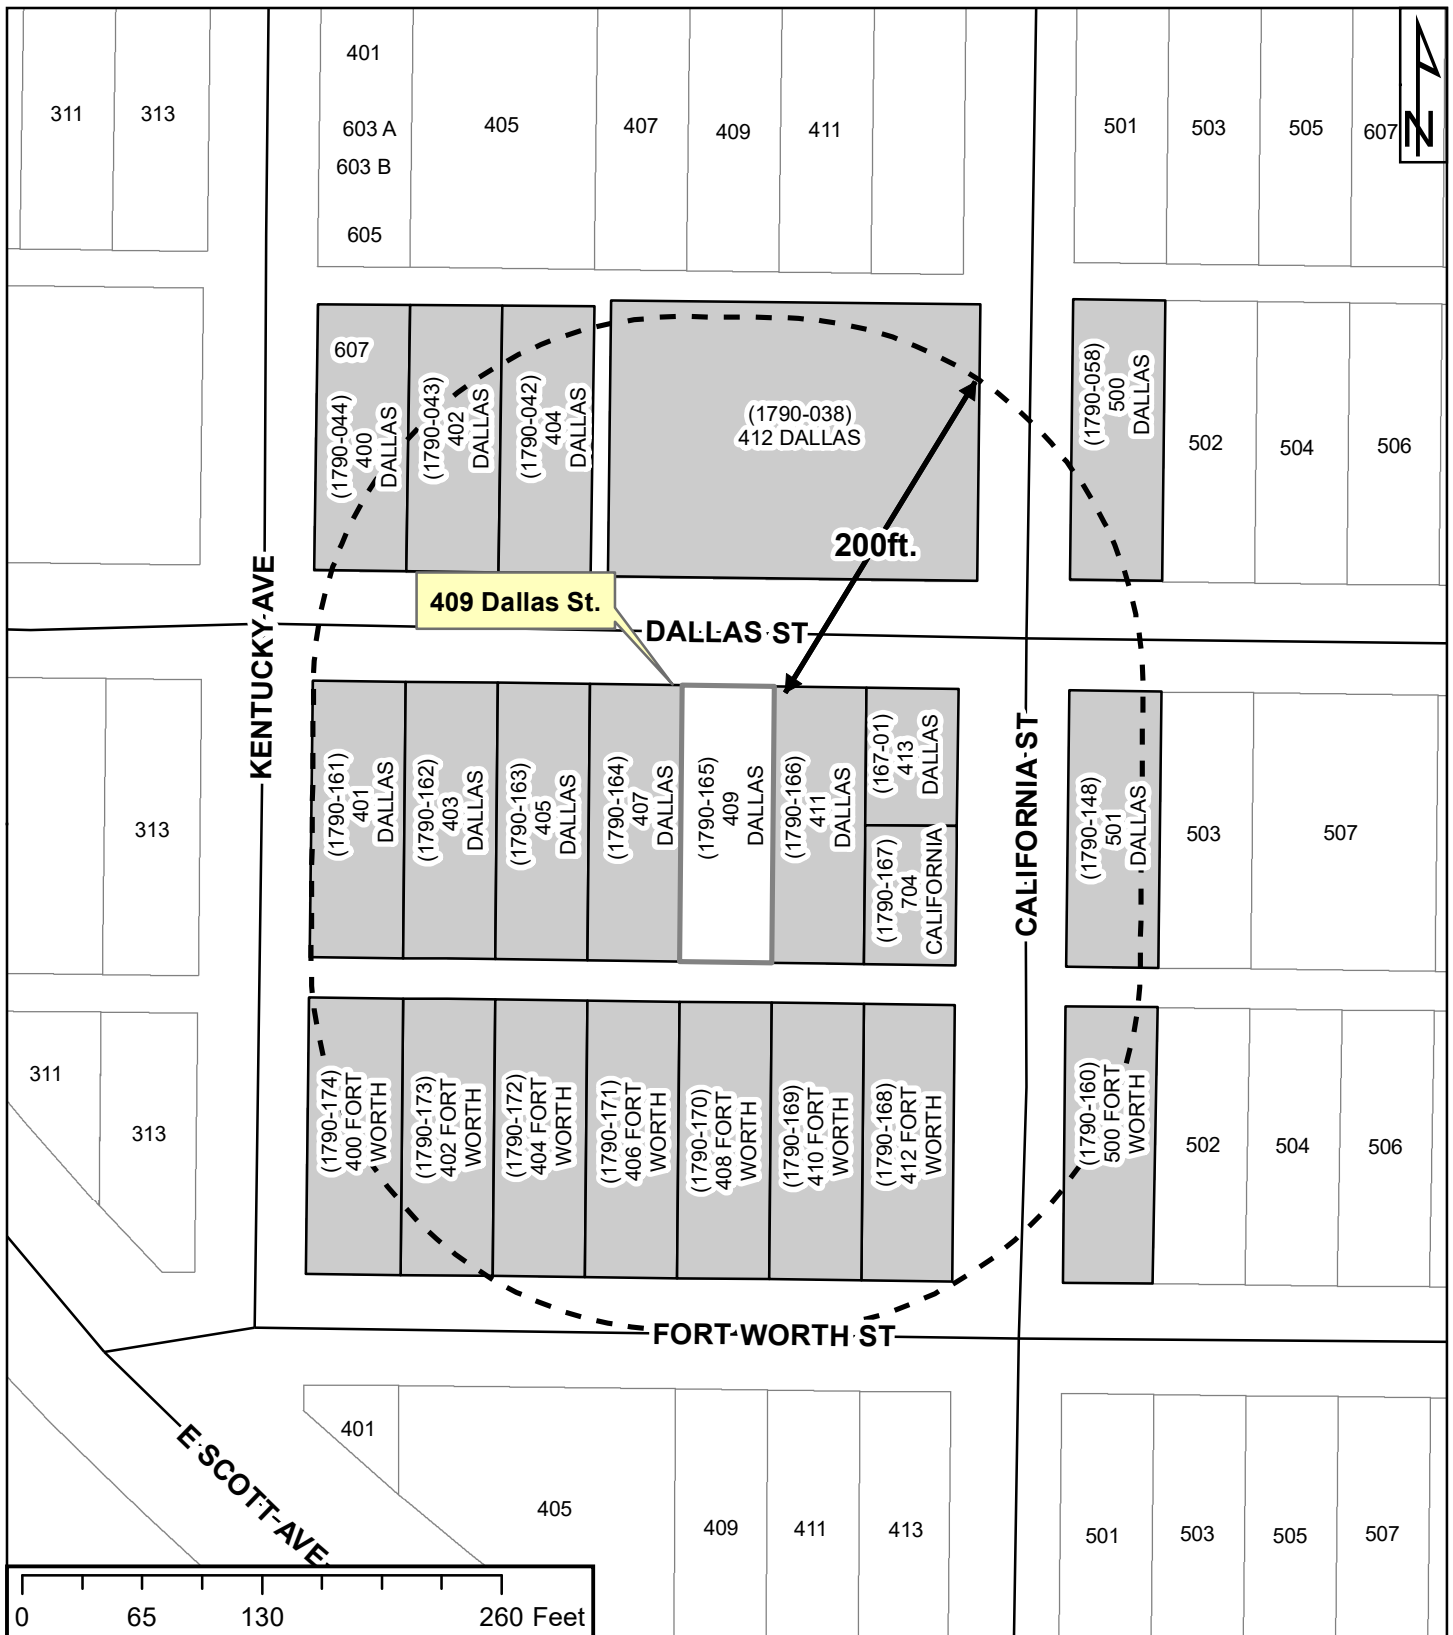 401
311
313
603 A
405
407
409
411
501
503
505
607
N
603 B
605
607
(1790-044)
400
DALLAS
(1790-043)
402
DALLAS
(1790-042)
404
DALLAS
(1790-038)
412 DALLAS
(1790-058)
500
DALLAS
502
504
506
200ft.
KENTUCKY AVE
409 Dallas St.
DALLAS ST
313
(1790-161)
401
DALLAS
(1790-162)
403
DALLAS
(1790-163)
405
DALLAS
(1790-164)
407
DALLAS
(1790-165)
409
DALLAS
(1790-166)
411
DALLAS
(167-01)
413
DALLAS
(1790-167)
704
CALIFORNIA
CALIFORNIA ST
(1790-148)
501
DALLAS
503
507
311
313
(1790-174)
400 FORT
WORTH
(1790-173)
402 FORT
WORTH
(1790-172)
404 FORT
WORTH
(1790-171)
406 FORT
WORTH
(1790-170)
408 FORT
WORTH
(1790-169)
410 FORT
WORTH
(1790-168)
412 FORT
WORTH
(1790-160)
500 FORT
WORTH
502
504
506
FORT WORTH ST
401
E SCOTT AVE
405
409
411
413
501
503
505
507
0 65 130 260 Feet